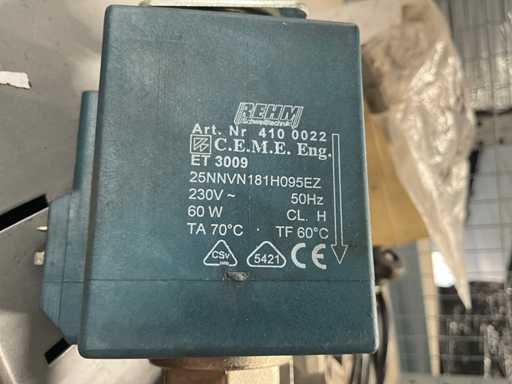 REHM
Schweißtechnik
Art. Nr 410 0022
C.E.M.E. Eng.
ET 3009
25NNVN181H095EZ
230V ~ 50Hz
60 W CL. H
TA 70°C · TF 60°C
CSV 5421 CE